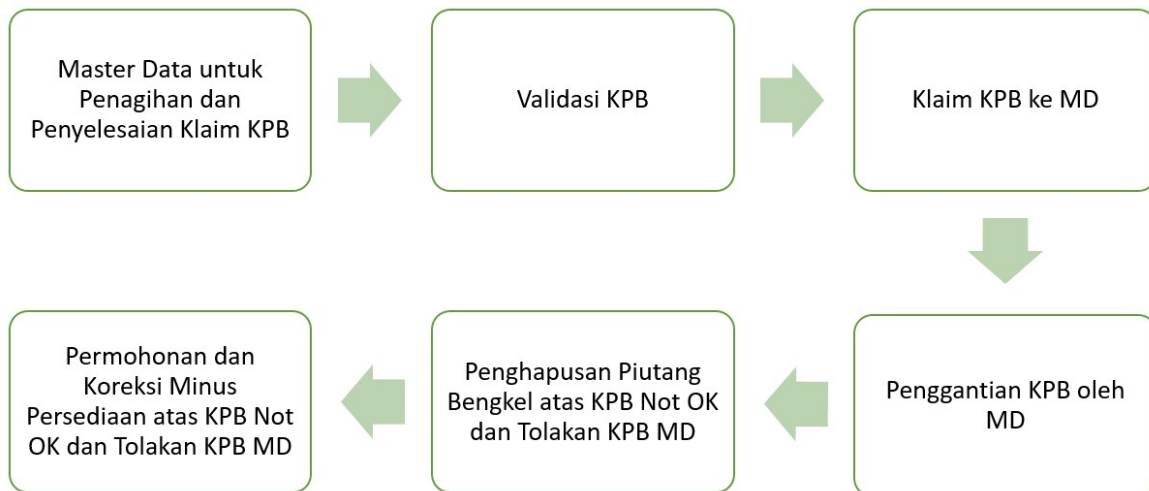 Master Data untuk
Penagihan dan
Penyelesaian Klaim KPB
Validasi KPB
Klaim KPB ke MD
Penggantian KPB oleh
MD
Penghapusan Piutang
Bengkel atas KPB Not OK
dan Tolakan KPB MD
Permohonan dan
Koreksi Minus
Persediaan atas KPB Not
OK dan Tolakan KPB MD